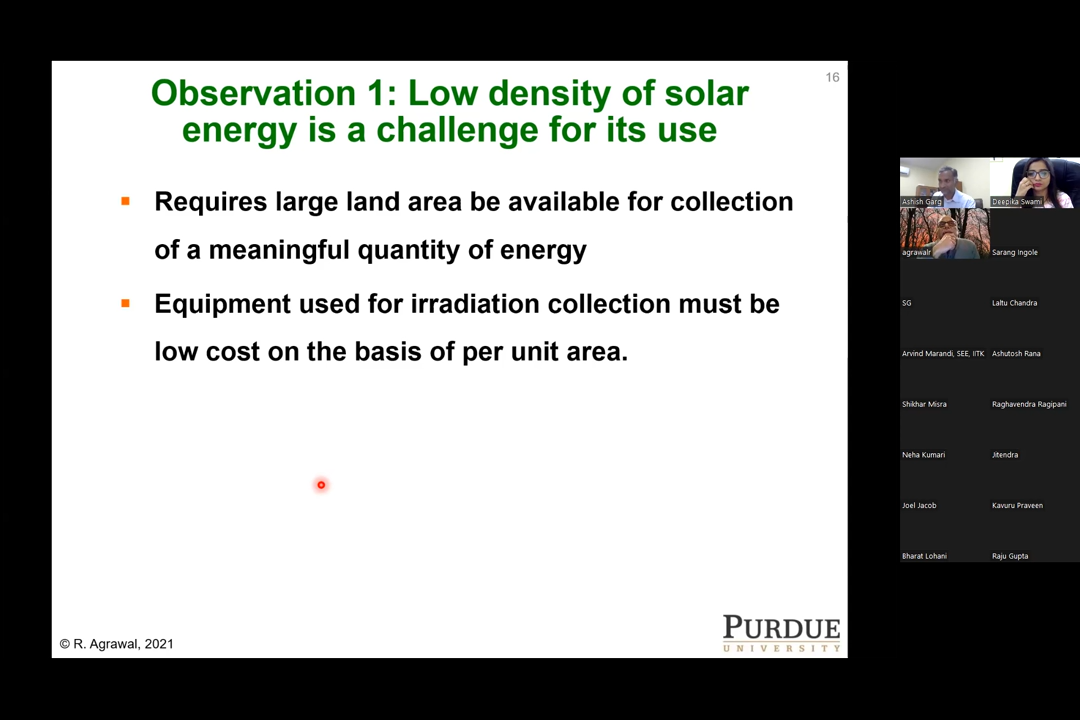 16
Observation 1: Low density of solar
energy is a challenge for its use
Requires large land area be available for collection
of a meaningful quantity of energy
Equipment used for irradiation collection must be
low cost on the basis of per unit area.
© R. Agrawal, 2021
PURDUE
UNIVERSITY
Ashish Garg
Deepika Swami
agrawalr
Sarang Ingole
SG
Laltu Chandra
Arvind Marandi, SEE, IITK
Ashutosh Rana
Shikhar Misra
Raghavendra Ragipani
Neha Kumari
Jitendra
Joel Jacob
Kavuru Praveen
Bharat Lohani
Raju Gupta